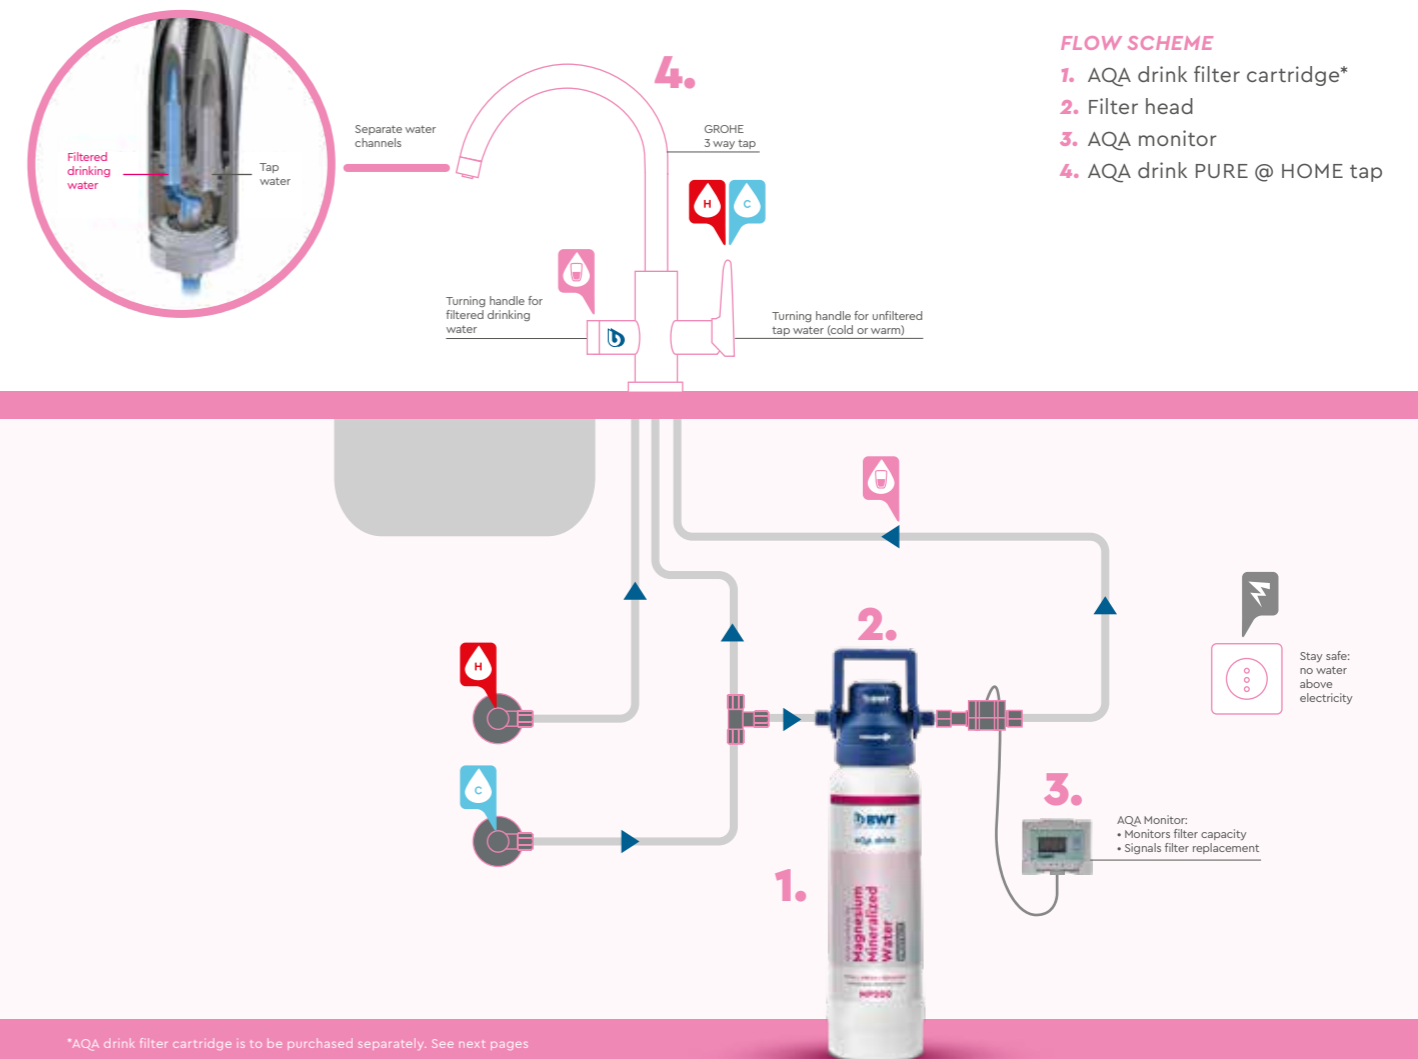 FLOW SCHEME
1. AQA drink filter cartridge*
2. Filter head
3. AQA monitor
4. AQA drink PURE @ HOME tap
4.
Separate water
channels
GROHE
3 way tap
Filtered
drinking
water
Tap
water
H
C
Turning handle for
filtered drinking
water
Turning handle for unfiltered
tap water (cold or warm)
2.
H
BWT
Stay safe:
no water
above
electricity
C
3.
AQA Monitor:
• Monitors filter capacity
• Signals filter replacement
1.
BWT
AQA drink
Magnesium
Mineralized
Water
MP200
*AQA drink filter cartridge is to be purchased separately. See next pages